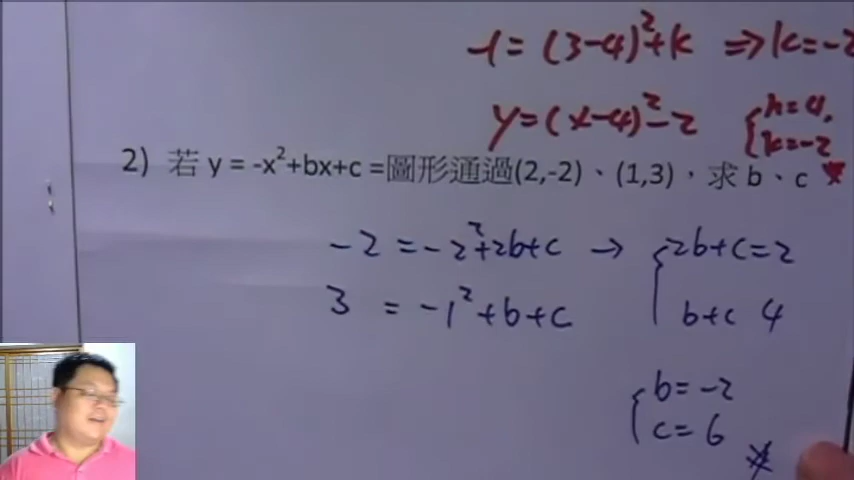 -1 = (3-4)²+k ⇒ k=-2
y=(x-4)²-2 { h=4, k=-2
2) 若 y = -x²+bx+c =圖形通過(2,-2)、(1,3),求 b、c
-2 = -2²+2b+c → { 2b+c=2
3 = -1²+b+c b+c 4
{ b=-2
c=6